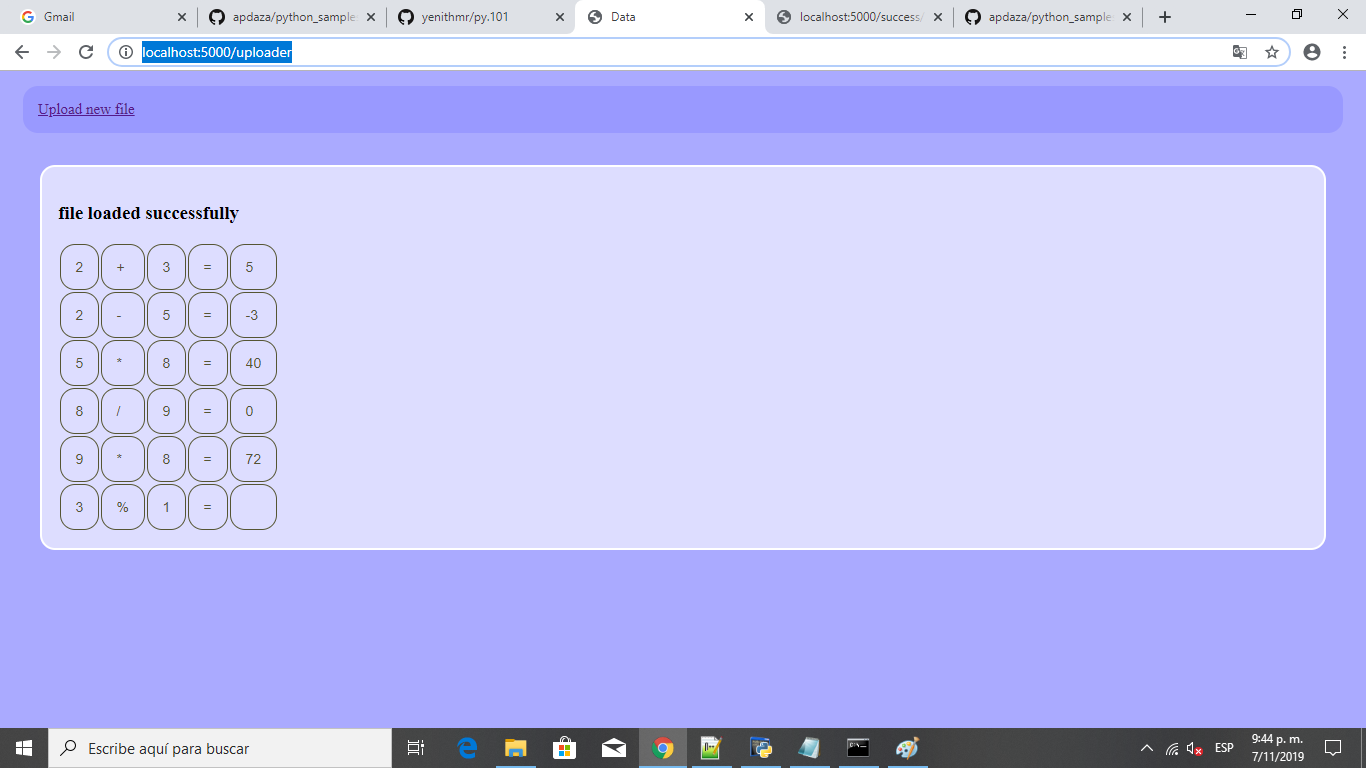 Gmail
apdaza/python_sample
yenithmr/py.101
Data
localhost:5000/success/
apdaza/python_sample
localhost:5000/uploader
Upload new file
file loaded successfully
2 + 3 = 5
2 - 5 = -3
5 * 8 = 40
8 / 9 = 0
9 * 8 = 72
3 % 1 =
Escribe aquí para buscar
ESP
9:44 p. m.
7/11/2019